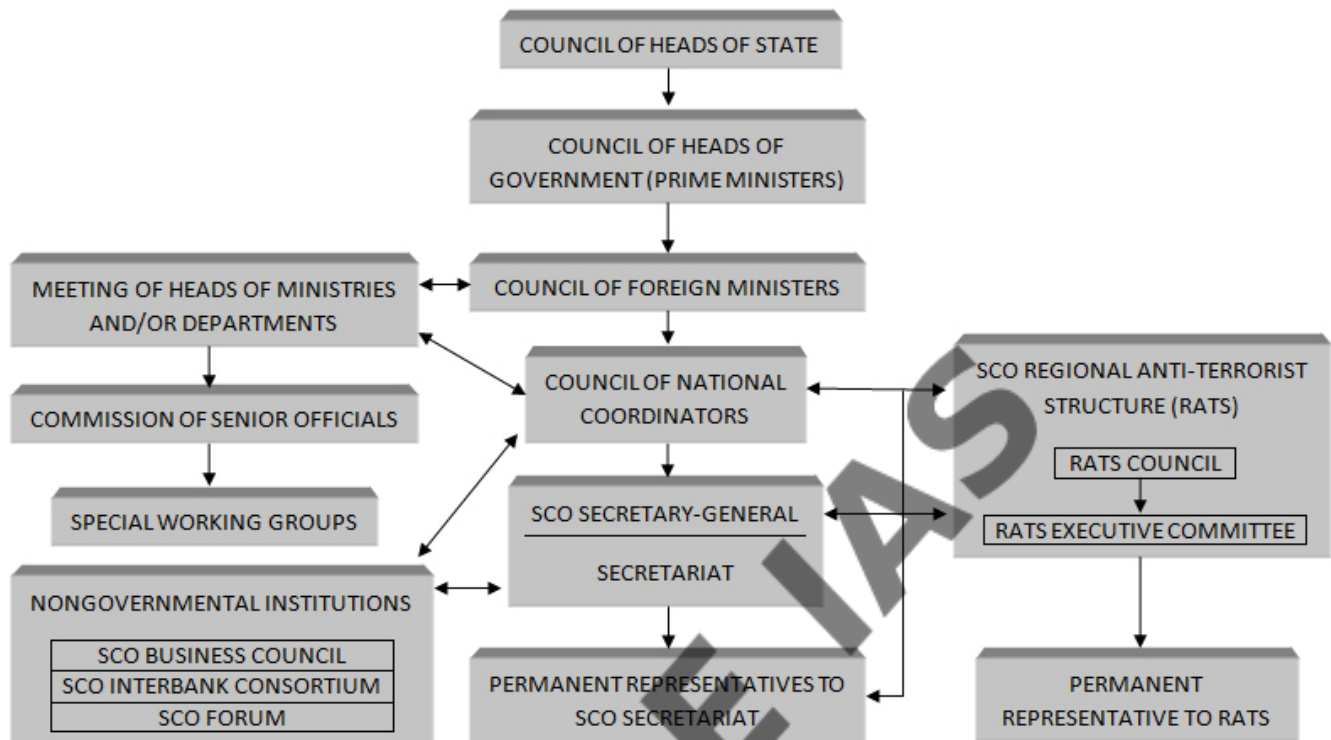 COUNCIL OF HEADS OF STATE
COUNCIL OF HEADS OF
GOVERNMENT (PRIME MINISTERS)
MEETING OF HEADS OF MINISTRIES
AND/OR DEPARTMENTS
COUNCIL OF FOREIGN MINISTERS
COMMISSION OF SENIOR OFFICIALS
COUNCIL OF NATIONAL
COORDINATORS
SCO REGIONAL ANTI-TERRORIST
STRUCTURE (RATS)
RATS COUNCIL
RATS EXECUTIVE COMMITTEE
SPECIAL WORKING GROUPS
SCO SECRETARY-GENERAL
SECRETARIAT
NONGOVERNMENTAL INSTITUTIONS
SCO BUSINESS COUNCIL
SCO INTERBANK CONSORTIUM
SCO FORUM
PERMANENT REPRESENTATIVES TO
SCO SECRETARIAT
PERMANENT
REPRESENTATIVE TO RATS
E IAS